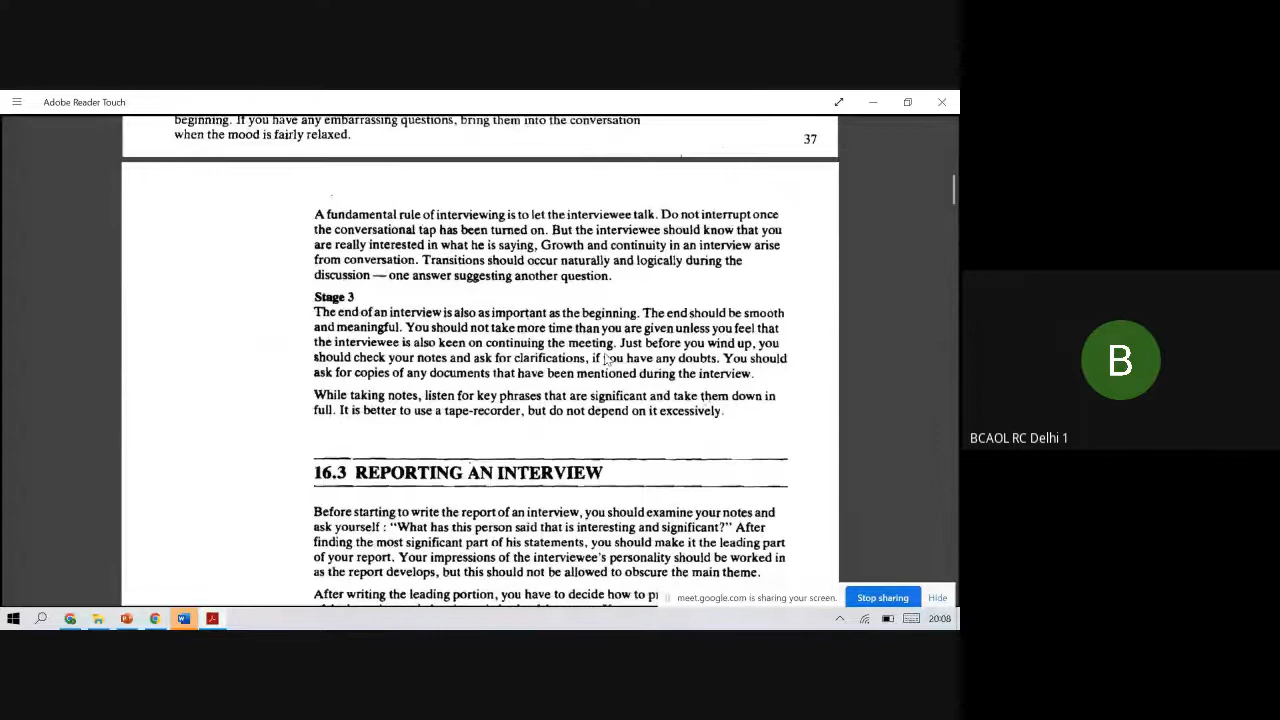 Adobe Reader Touch
beginning. If you have any embarrassing questions, bring them into the conversation
when the mood is fairly relaxed.
37
A fundamental rule of interviewing is to let the interviewee talk. Do not interrupt once
the conversational tap has been turned on. But the interviewee should know that you
are really interested in what he is saying, Growth and continuity in an interview arise
from conversation. Transitions should occur naturally and logically during the
discussion — one answer suggesting another question.
Stage 3
The end of an interview is also as important as the beginning. The end should be smooth
and meaningful. You should not take more time than you are given unless you feel that
the interviewee is also keen on continuing the meeting. Just before you wind up, you
should check your notes and ask for clarifications, if you have any doubts. You should
ask for copies of any documents that have been mentioned during the interview.
While taking notes, listen for key phrases that are significant and take them down in
full. It is better to use a tape-recorder, but do not depend on it excessively.
16.3 REPORTING AN INTERVIEW
Before starting to write the report of an interview, you should examine your notes and
ask yourself : “What has this person said that is interesting and significant?” After
finding the most significant part of his statements, you should make it the leading part
of your report. Your impressions of the interviewee's personality should be worked in
as the report develops, but this should not be allowed to obscure the main theme.
After writing the leading portion, you have to decide how to
meet.google.com is sharing your screen.
Stop sharing
Hide
20:08
B
BCAOL RC Delhi 1